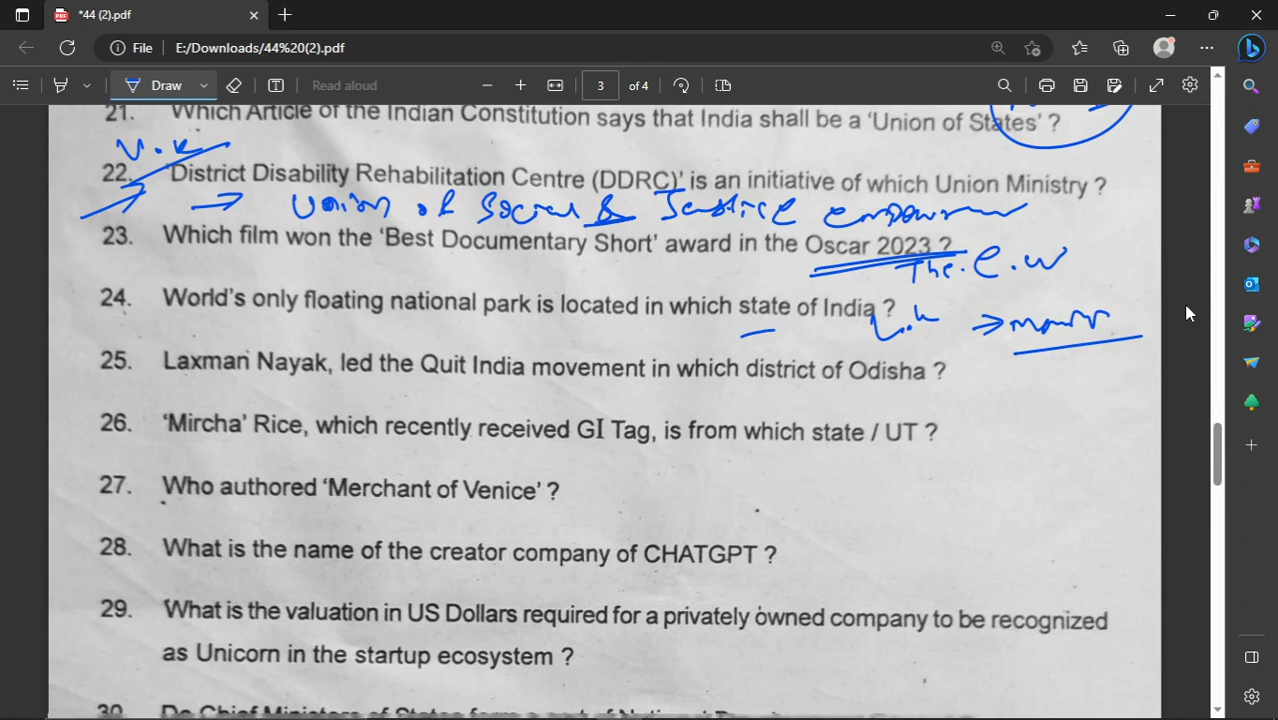 *44 (2).pdf
File E:/Downloads/44%20(2).pdf
Draw Read aloud 3 of 4
21. Which Article of the Indian Constitution says that India shall be a 'Union of States' ?
V.k
22. 'District Disability Rehabilitation Centre (DDRC)' is an initiative of which Union Ministry ?
Union of Social & Justice
23. Which film won the 'Best Documentary Short' award in the Oscar 2023 ?
The. e.w
24. World's only floating national park is located in which state of India ?
25. Laxman Nayak, led the Quit India movement in which district of Odisha ?
26. 'Mircha' Rice, which recently received GI Tag, is from which state / UT ?
27. Who authored 'Merchant of Venice' ?
28. What is the name of the creator company of CHATGPT ?
29. What is the valuation in US Dollars required for a privately owned company to be recognized
as Unicorn in the startup ecosystem ?